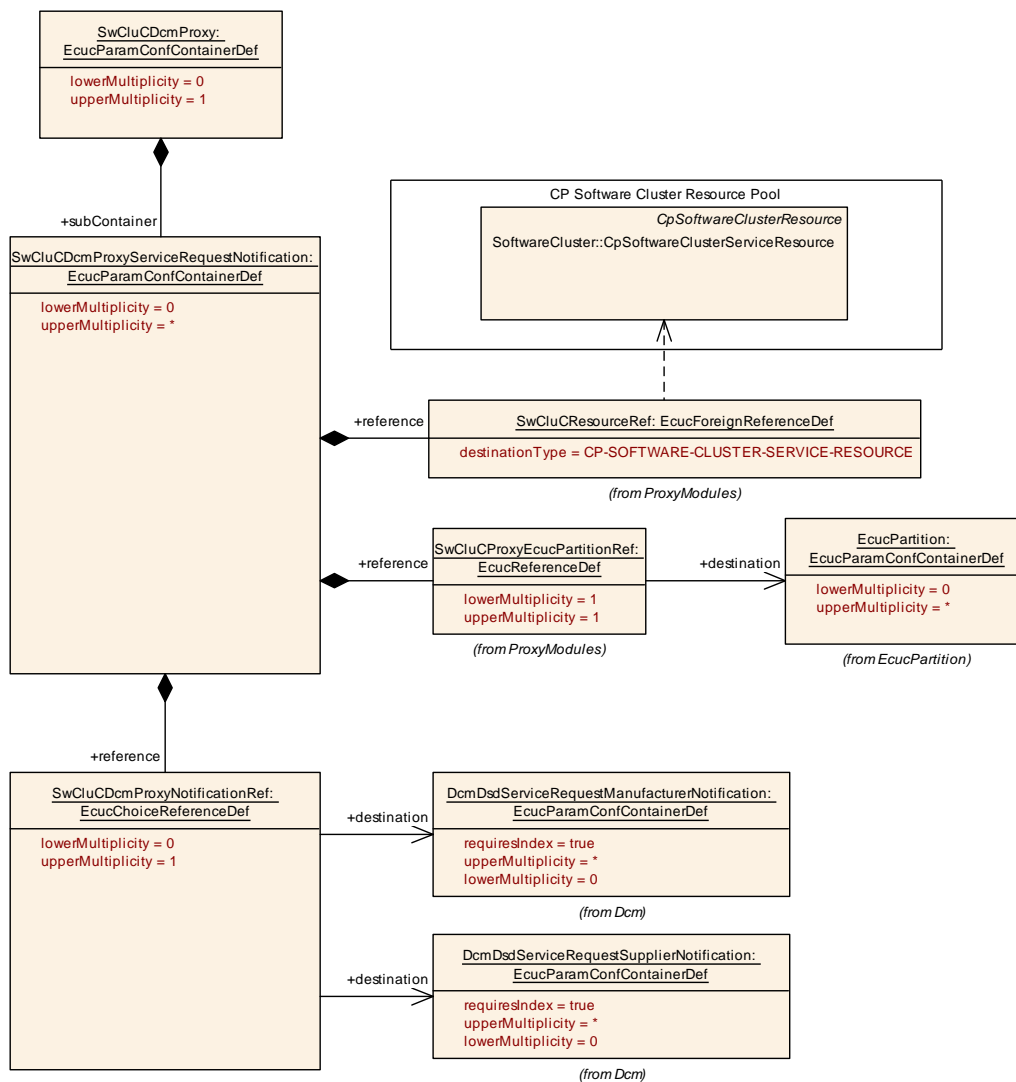 SwCluCDcmProxy:
EcucParamConfContainerDef
lowerMultiplicity = 0
upperMultiplicity = 1
+subContainer
SwCluCDcmProxyServiceRequestNotification:
EcucParamConfContainerDef
lowerMultiplicity = 0
upperMultiplicity = *
CP Software Cluster Resource Pool
CpSoftwareClusterResource
SoftwareCluster::CpSoftwareClusterServiceResource
+reference
SwCluCResourceRef: EcucForeignReferenceDef
destinationType = CP-SOFTWARE-CLUSTER-SERVICE-RESOURCE
(from ProxyModules)
+reference
SwCluCProxyEcucPartitionRef:
EcucReferenceDef
lowerMultiplicity = 1
upperMultiplicity = 1
(from ProxyModules)
+destination
EcucPartition:
EcucParamConfContainerDef
lowerMultiplicity = 0
upperMultiplicity = *
(from EcucPartition)
+reference
SwCluCDcmProxyNotificationRef:
EcucChoiceReferenceDef
lowerMultiplicity = 0
upperMultiplicity = 1
+destination
DcmDsdServiceRequestManufacturerNotification:
EcucParamConfContainerDef
requiresIndex = true
upperMultiplicity = *
lowerMultiplicity = 0
(from Dcm)
+destination
DcmDsdServiceRequestSupplierNotification:
EcucParamConfContainerDef
requiresIndex = true
upperMultiplicity = *
lowerMultiplicity = 0
(from Dcm)